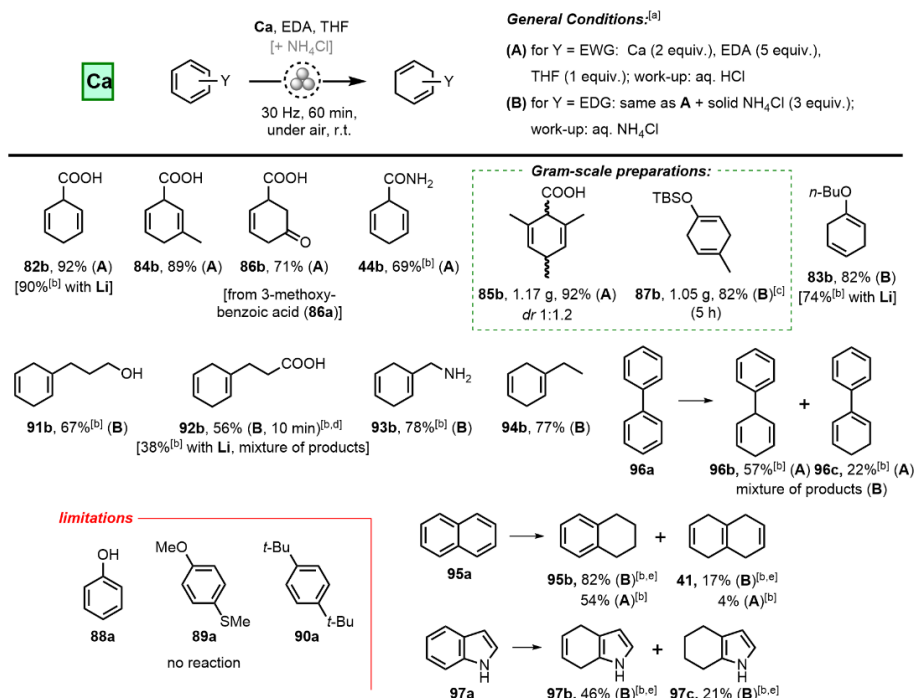 Ca, EDA, THF
[+ NH4Cl]
Ca
Y
30 Hz, 60 min,
under air, r.t.
Y
General Conditions:[a]
(A) for Y = EWG: Ca (2 equiv.), EDA (5 equiv.),
THF (1 equiv.); work-up: aq. HCl
(B) for Y = EDG: same as A + solid NH4Cl (3 equiv.);
work-up: aq. NH4Cl
COOH
82b, 92% (A)
[90%[b] with Li]
COOH
84b, 89% (A)
COOH
O
86b, 71% (A)
[from 3-methoxy-
benzoic acid (86a)]
CONH2
44b, 69%[b] (A)
Gram-scale preparations:
COOH
85b, 1.17 g, 92% (A)
dr 1:1.2
TBSO
87b, 1.05 g, 82% (B)[c]
(5 h)
n-BuO
83b, 82% (B)
[74%[b] with Li]
OH
91b, 67%[b] (B)
COOH
92b, 56% (B, 10 min)[b,d]
[38%[b] with Li, mixture of products]
NH2
93b, 78%[b] (B)
94b, 77% (B)
96a
+
96b, 57%[b] (A) 96c, 22%[b] (A)
mixture of products (B)
limitations
OH
88a
MeO
SMe
89a
t-Bu
t-Bu
90a
no reaction
95a
+
95b, 82% (B)[b,e]
54% (A)[b]
41, 17% (B)[b,e]
4% (A)[b]
N
H
97a
N
H
97b, 46% (B)[b,e]
+
N
H
97c, 21% (B)[b,e]